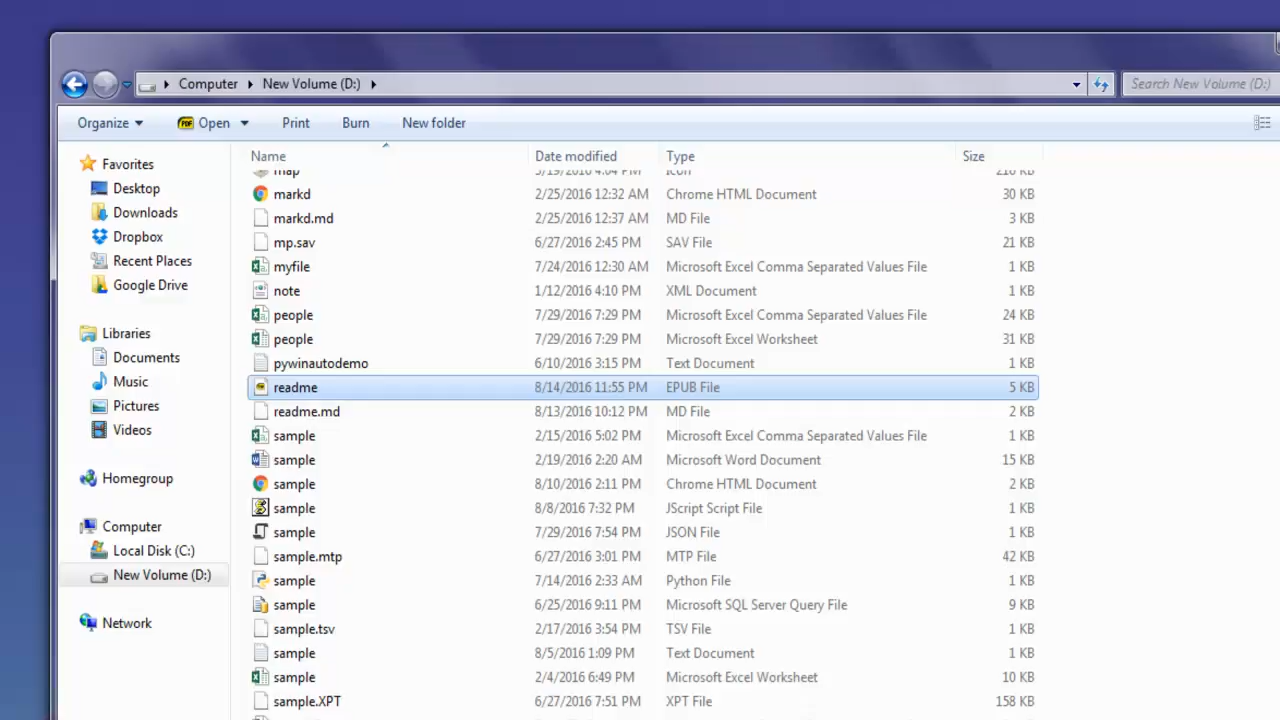 Computer New Volume (D:) Search New Volume (D:)
Organize PDF Open Print Burn New folder
Favorites
Desktop
Downloads
Dropbox
Recent Places
Google Drive
Libraries
Documents
Music
Pictures
Videos
Homegroup
Computer
Local Disk (C:)
New Volume (D:)
Network
Name Date modified Type Size
map 5/19/2016 4:04 PM Icon 216 KB
markd 2/25/2016 12:32 AM Chrome HTML Document 30 KB
markd.md 2/25/2016 12:37 AM MD File 3 KB
mp.sav 6/27/2016 2:45 PM SAV File 21 KB
myfile 7/24/2016 12:30 AM Microsoft Excel Comma Separated Values File 1 KB
note 1/12/2016 4:10 PM XML Document 1 KB
people 7/29/2016 7:29 PM Microsoft Excel Comma Separated Values File 24 KB
people 7/29/2016 7:29 PM Microsoft Excel Worksheet 31 KB
pywinautodemo 6/10/2016 3:15 PM Text Document 1 KB
readme 8/14/2016 11:55 PM EPUB File 5 KB
readme.md 8/13/2016 10:12 PM MD File 2 KB
sample 2/15/2016 5:02 PM Microsoft Excel Comma Separated Values File 1 KB
sample 2/19/2016 2:20 AM Microsoft Word Document 15 KB
sample 8/10/2016 2:11 PM Chrome HTML Document 2 KB
sample 8/8/2016 7:32 PM JScript Script File 1 KB
sample 7/29/2016 7:54 PM JSON File 1 KB
sample.mtp 6/27/2016 3:01 PM MTP File 42 KB
sample 7/14/2016 2:33 AM Python File 1 KB
sample 6/25/2016 9:11 PM Microsoft SQL Server Query File 9 KB
sample.tsv 2/17/2016 3:54 PM TSV File 1 KB
sample 8/5/2016 1:09 PM Text Document 1 KB
sample 2/4/2016 6:49 PM Microsoft Excel Worksheet 10 KB
sample.XPT 6/27/2016 7:51 PM XPT File 158 KB